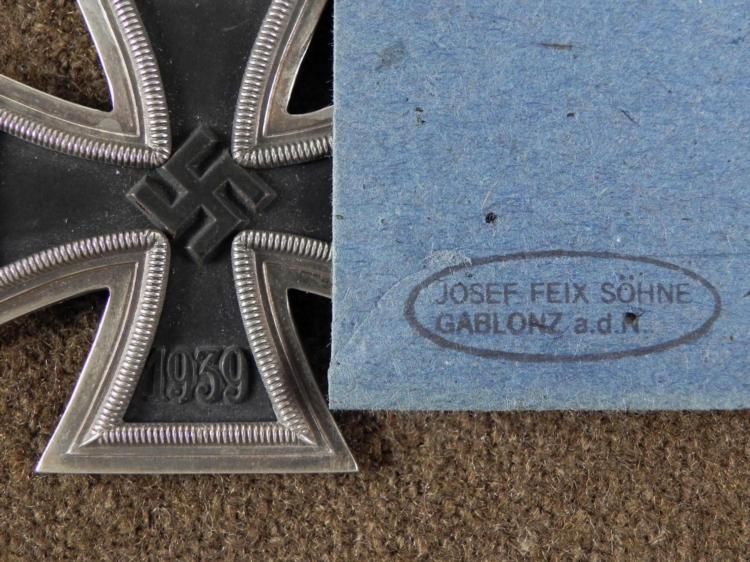 1939
JOSEF FEIX SÖHNE
GABLONZ a.d.N.